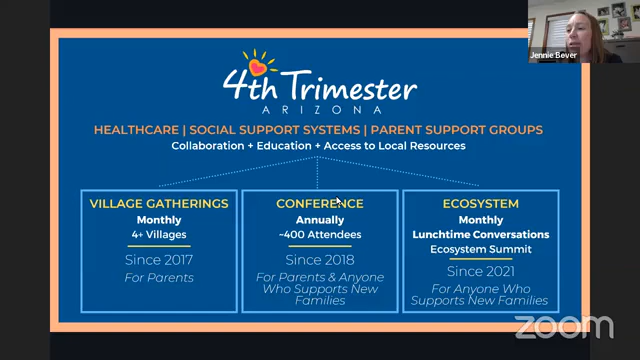 4th Trimester
ARIZONA
HEALTHCARE | SOCIAL SUPPORT SYSTEMS | PARENT SUPPORT GROUPS
Collaboration + Education + Access to Local Resources
VILLAGE GATHERINGS
Monthly
4+ Villages
Since 2017
For Parents
CONFERENCE
Annually
~400 Attendees
Since 2018
For Parents & Anyone
Who Supports New
Families
ECOSYSTEM
Monthly
Lunchtime Conversations
Ecosystem Summit
Since 2021
For Anyone Who
Supports New Families
Jennie Bever
zoom